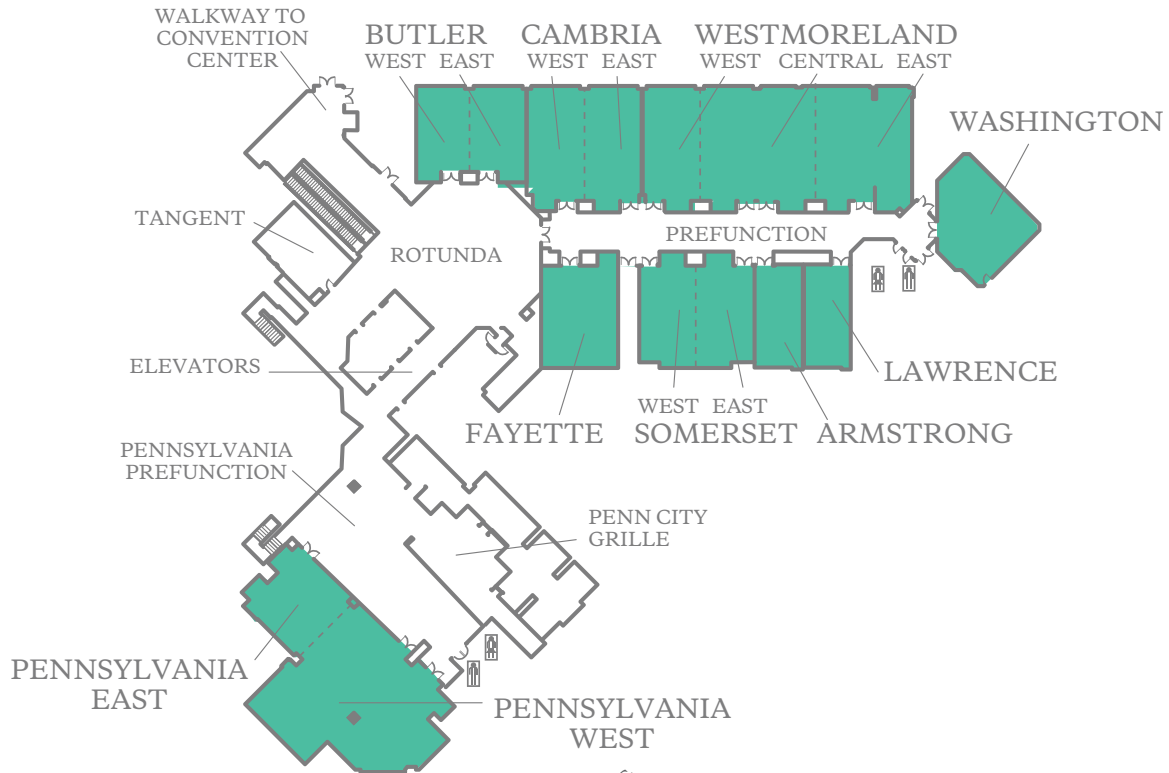 WALKWAY TO
CONVENTION
CENTER
BUTLER
WEST EAST
CAMBRIA
WEST EAST
WESTMORELAND
WEST CENTRAL EAST
WASHINGTON
TANGENT
ROTUNDA
PREFUNCTION
ELEVATORS
LAWRENCE
FAYETTE
WEST EAST
SOMERSET
ARMSTRONG
PENNSYLVANIA
PREFUNCTION
PENN CITY
GRILLE
PENNSYLVANIA
EAST
PENNSYLVANIA
WEST